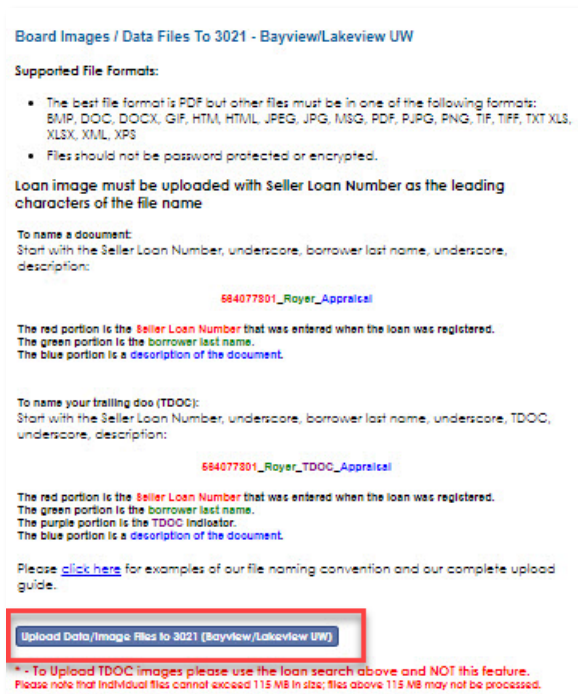 Board Images / Data Files To 3021 - Bayview/Lakeview UW
Supported File Formats:
• The best file format is PDF but other files must be in one of the following formats:
BMP, DOC, DOCX, GIF, HTM, HTML, JPEG, JPG, MSG, PDF, PJPG, PNG, TIF, TIFF, TXT XLS,
XLSX, XML, XPS
• Files should not be password protected or encrypted.
Loan image must be uploaded with Seller Loan Number as the leading
characters of the file name
To name a document:
Start with the Seller Loan Number, underscore, borrower last name, underscore,
description:
564077801_Royer_Appraisal
The red portion is the Seller Loan Number that was entered when the loan was registered.
The green portion is the borrower last name.
The blue portion is a description of the document.
To name your trailing doc (TDOC):
Start with the Seller Loan Number, underscore, borrower last name, underscore, TDOC,
underscore, description:
564077801_Royer_TDOC_Appraisal
The red portion is the Seller Loan Number that was entered when the loan was registered.
The green portion is the borrower last name.
The purple portion is the TDOC indicator.
The blue portion is a description of the document.
Please click here for examples of our file naming convention and our complete upload
guide.
Upload Data/Image Files to 3021 (Bayview/Lakeview UW)
* - To Upload TDOC images please use the loan search above and NOT this feature.
Please note that individual files cannot exceed 115 MB in size; files above 115 MB may not be processed.